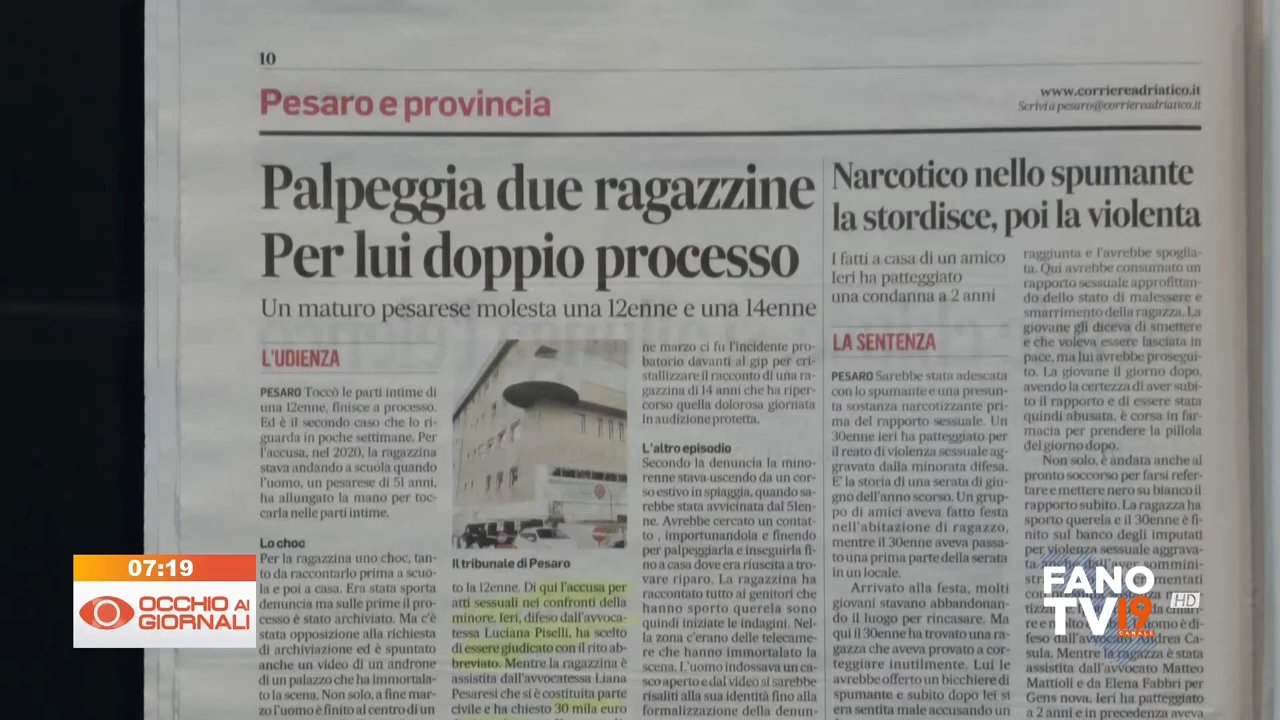 10
Pesaro e provincia
www.corriereadriatico.it
Scrivi a pesaro@corriereadriatico.it
Palpeggia due ragazzine
Per lui doppio processo
Un maturo pesarese molesta una 12enne e una 14enne
L'UDIENZA
PESARO Toccò le parti intime di
una 12enne, finisce a processo.
Ed è il secondo caso che lo ri-
guarda in poche settimane. Per
l'accusa, nel 2020, la ragazzina
stava andando a scuola quando
l'uomo, un pesarese di 51 anni,
ha allungato la mano per toc-
carla nelle parti intime.
Lo choc
Per la ragazzina uno choc, tan-
to da raccontarlo prima a scuo-
la e poi a casa. Era stata sporta
denuncia ma sulle prime il pro-
cesso è stato archiviato. Ma c'è
stata opposizione alla richiesta
di archiviazione ed è spuntato
anche un video di un androne
di un palazzo che ha immortala-
to la scena. Non solo, a fine mar-
zo l'uomo è finito al centro di un
Il tribunale di Pesaro
to la 12enne. Di qui l'accusa per
atti sessuali nei confronti della
minore. Ieri, difeso dall'avvoca-
tessa Luciana Piselli, ha scelto
di essere giudicato con il rito ab-
breviato. Mentre la ragazzina è
assistita dall'avvocatessa Liana
Pesaresi che si è costituita parte
civile e ha chiesto 30 mila euro
ne marzo ci fu l'incidente pro-
batorio davanti al gip per cri-
stallizzare il racconto di una ra-
gazzina di 14 anni che ha riper-
corso quella dolorosa giornata
in audizione protetta.
L'altro episodio
Secondo la denuncia la mino-
renne stava uscendo da un cor-
so estivo in spiaggia, quando sa-
rebbe stata avvicinata dal 51en-
ne. Avrebbe cercato un contat-
to , importunandola e finendo
per palpeggiarla e inseguirla fi-
no a casa dove era riuscita a tro-
vare riparo. La ragazzina ha
raccontato tutto ai genitori che
hanno sporto querela sono
quindi iniziate le indagini. Nel-
la zona c'erano delle telecame-
re che hanno immortalato la
scena. L'uomo indossava un ca-
sco aperto e dal video si sarebbe
risaliti alla sua identità fino alla
formalizzazione della denun-
Narcotico nello spumante
la stordisce, poi la violenta
I fatti a casa di un amico
Ieri ha patteggiato
una condanna a 2 anni
LA SENTENZA
PESARO Sarebbe stata adescata
con lo spumante e una presun-
ta sostanza narcotizzante pri-
ma del rapporto sessuale. Un
30enne ieri ha patteggiato per
il reato di violenza sessuale ag-
gravata dalla minorata difesa.
E' la storia di una serata di giu-
gno dell'anno scorso. Un grup-
po di amici aveva fatto festa
nell'abitazione di ragazzo,
mentre il 30enne aveva passa-
to una prima parte della serata
in un locale.
Arrivato alla festa, molti
giovani stavano abbandonan-
do il luogo per rincasare. Ma
qui il 30enne ha trovato una ra-
gazza che aveva provato a cor-
teggiare inutilmente. Lui le
avrebbe offerto un bicchiere di
spumante e subito dopo lei si
era sentita male accusando un
raggiunta e l'avrebbe spoglia-
ta. Qui avrebbe consumato un
rapporto sessuale approfittan-
do dello stato di malessere e
smarrimento della ragazza. La
giovane gli diceva di smettere
e che voleva essere lasciata in
pace, ma lui avrebbe prosegui-
to. La giovane il giorno dopo,
avendo la certezza di aver subi-
to il rapporto e di essere stata
quindi abusata, è corsa in far-
macia per prendere la pillola
del giorno dopo.
Non solo, è andata anche al
pronto soccorso per farsi refer-
tare e mettere nero su bianco il
rapporto subito. La ragazza ha
sporto querela e il 30enne è fi-
nito sul banco degli imputati
per violenza sessuale aggrava-
ta anche dall'aver
feso dall'avvocato Andrea Ca-
sula. Mentre la ragazza è stata
assistita dall'avvocato Matteo
Mattioli e da Elena Fabbri per
Gens nova. Ieri ha patteggiato
a 2 anni e in precedenza aveva
07:19
OCCHIO AI
GIORNALI
FANO
TV19
CANALE
HD